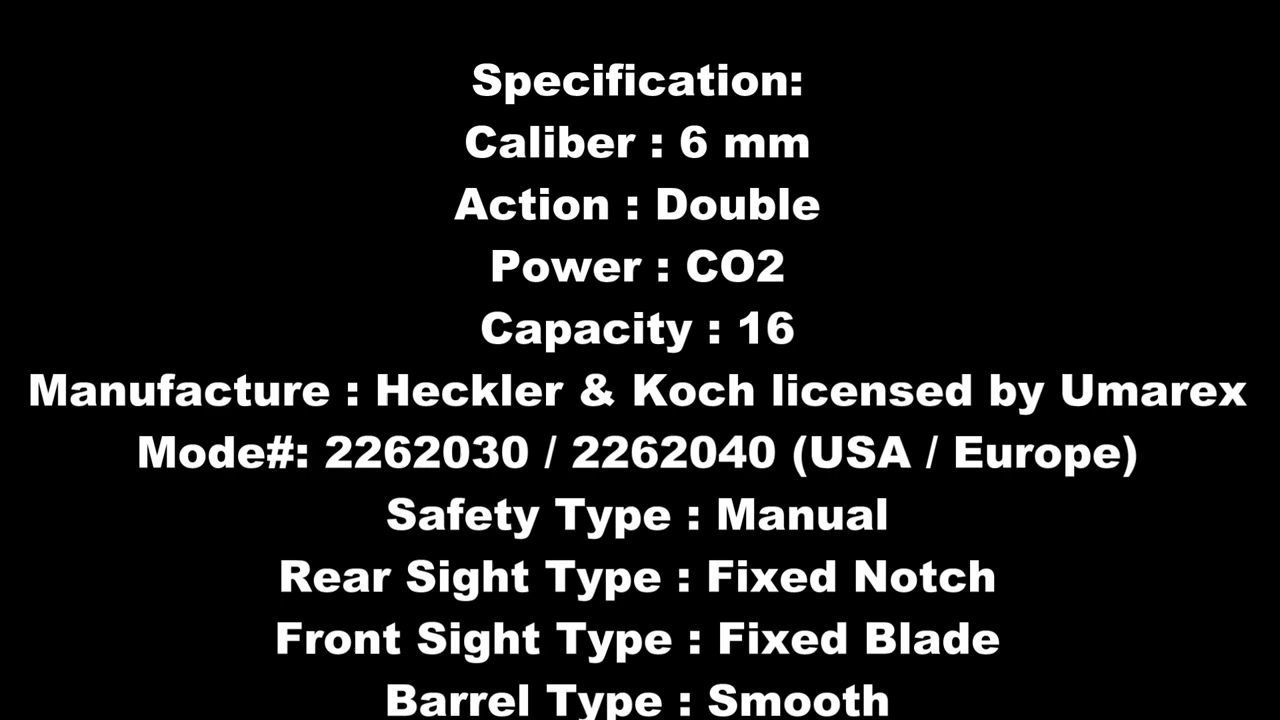 Specification:
Caliber : 6 mm
Action : Double
Power : CO2
Capacity : 16
Manufacture : Heckler & Koch licensed by Umarex
Mode#: 2262030 / 2262040 (USA / Europe)
Safety Type : Manual
Rear Sight Type : Fixed Notch
Front Sight Type : Fixed Blade
Barrel Type : Smooth